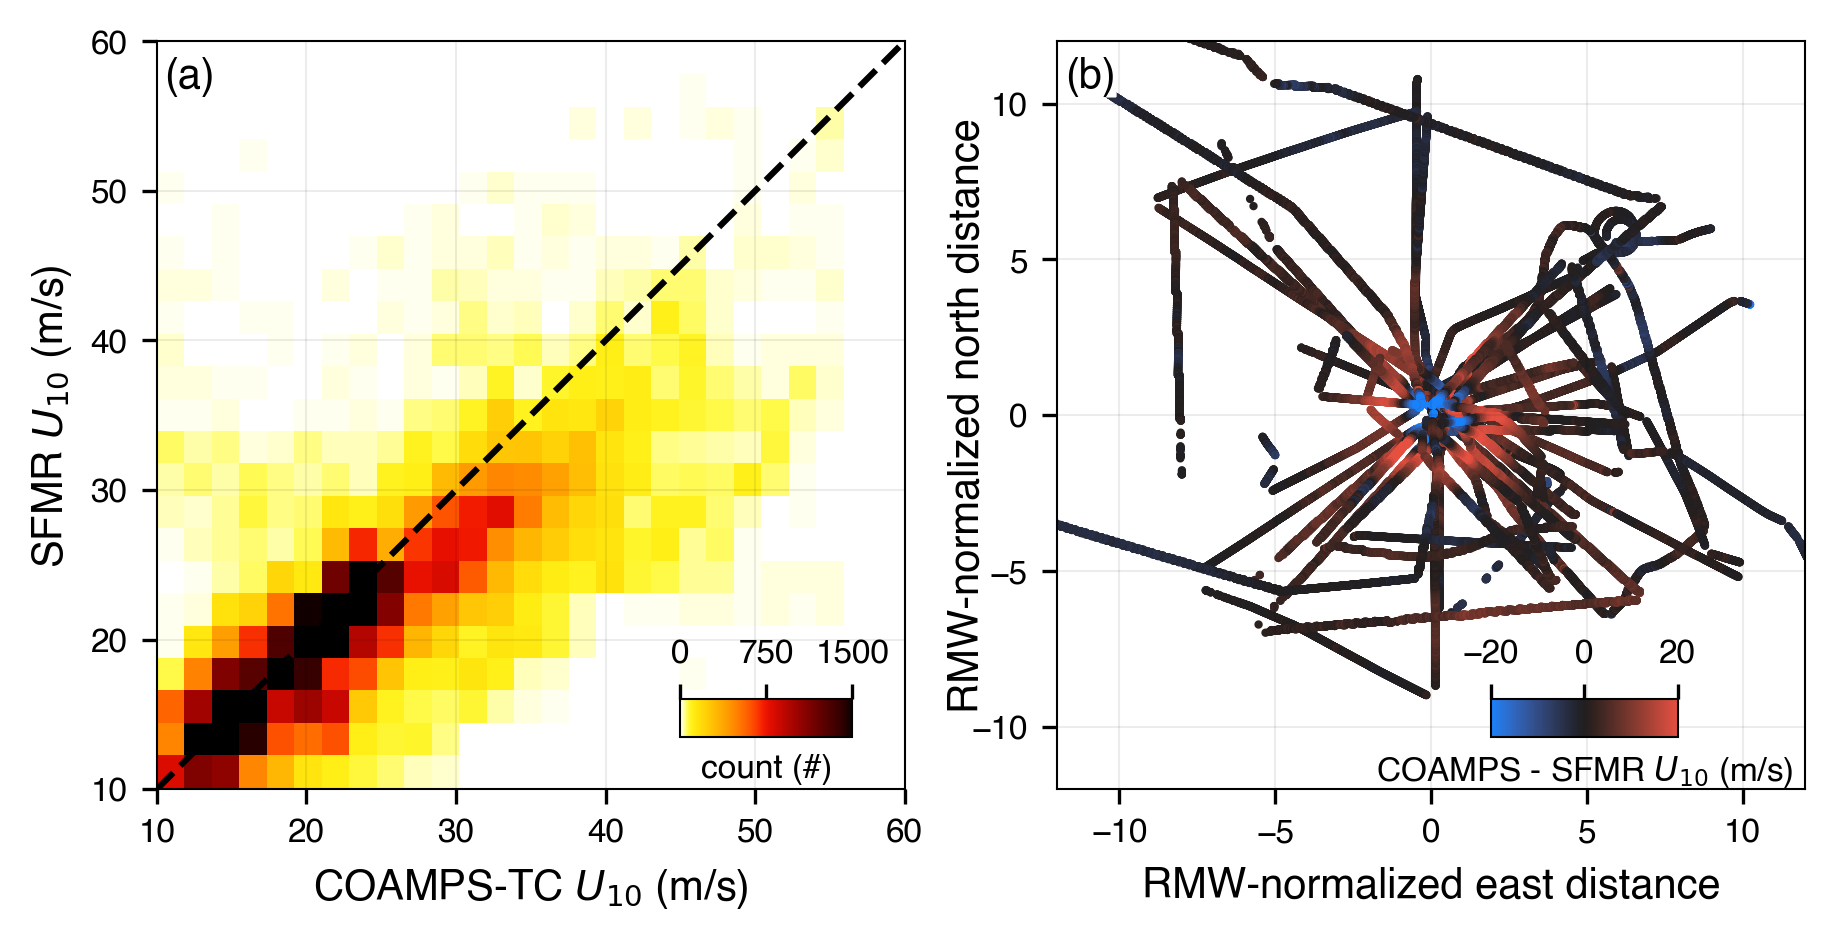 (a)
60
50
40
30
20
10
SFMR U10 (m/s)
10 20 30 40 50 60
COAMPS-TC U10 (m/s)
0 750 1500
count (#)
(b)
10
5
0
−5
−10
RMW-normalized north distance
−10 −5 0 5 10
RMW-normalized east distance
−20 0 20
COAMPS - SFMR U10 (m/s)